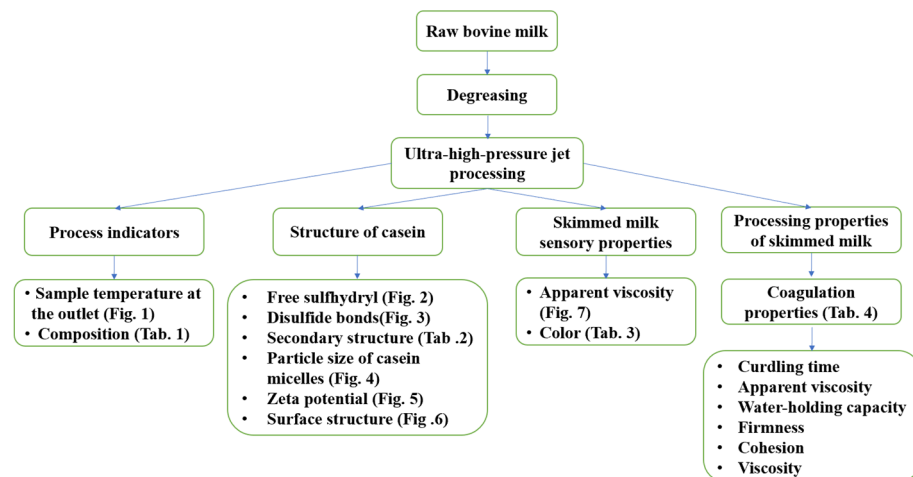 Raw bovine milk
Degreasing
Ultra-high-pressure jet
processing
Process indicators
Structure of casein
Skimmed milk
sensory properties
Processing properties
of skimmed milk
• Sample temperature at
the outlet (Fig. 1)
• Composition (Tab. 1)
• Free sulfhydryl (Fig. 2)
• Disulfide bonds(Fig. 3)
• Secondary structure (Tab .2)
• Particle size of casein
micelles (Fig. 4)
• Zeta potential (Fig. 5)
• Surface structure (Fig .6)
• Apparent viscosity
(Fig. 7)
• Color (Tab. 3)
Coagulation
properties (Tab. 4)
• Curdling time
• Apparent viscosity
• Water-holding capacity
• Firmness
• Cohesion
• Viscosity